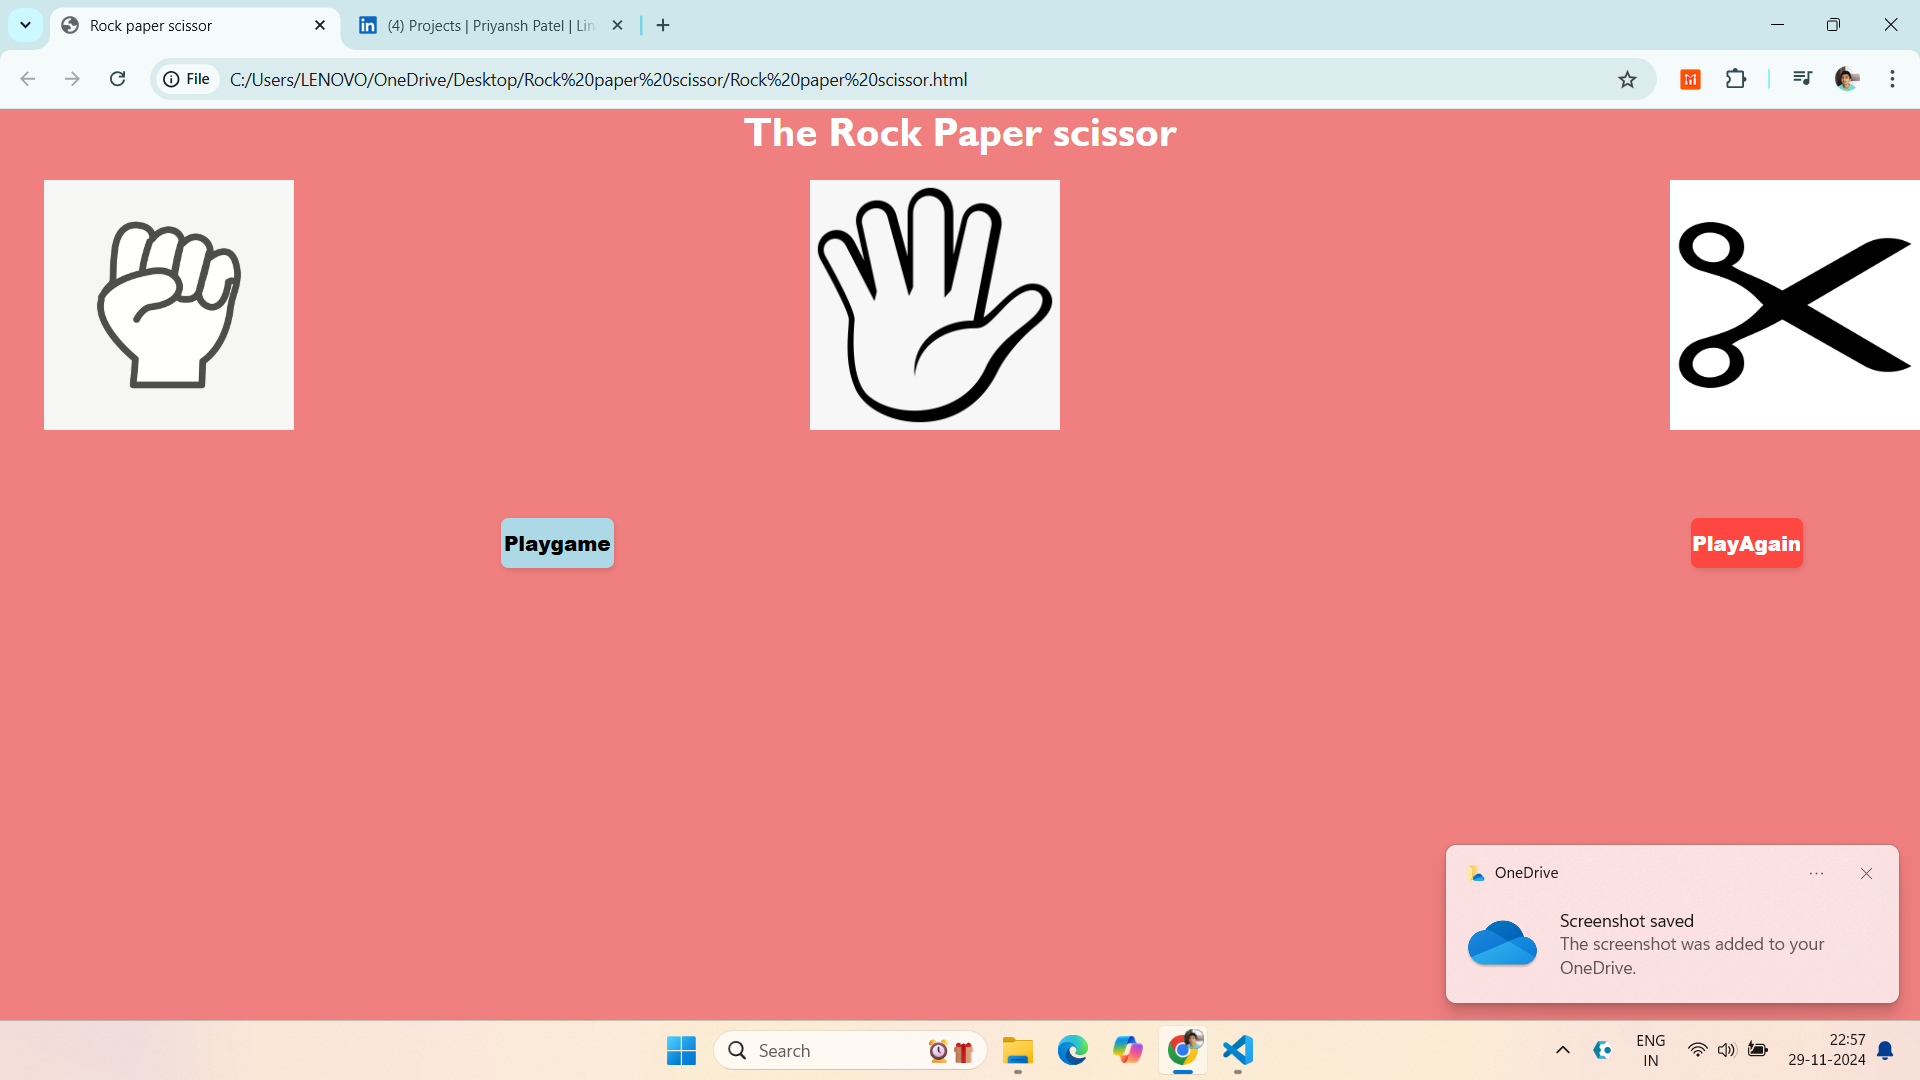 Rock paper scissor
(4) Projects | Priyansh Patel | Lin
File
C:/Users/LENOVO/OneDrive/Desktop/Rock%20paper%20scissor/Rock%20paper%20scissor.html
The Rock Paper scissor
Playgame
PlayAgain
OneDrive
Screenshot saved
The screenshot was added to your
OneDrive.
Search
ENG
IN
22:57
29-11-2024